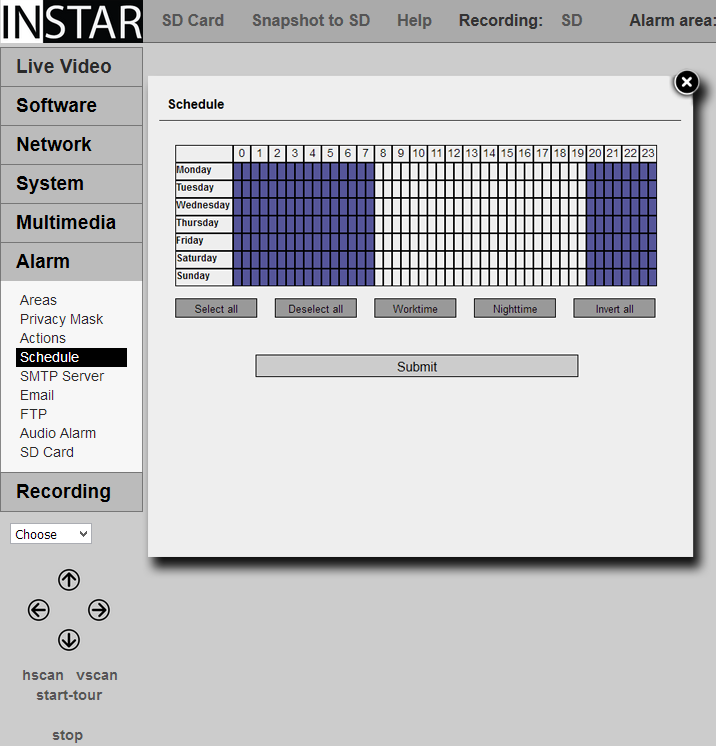 INSTAR
SD Card Snapshot to SD Help Recording: SD Alarm area:
Live Video
Software
Network
System
Multimedia
Alarm
Areas
Privacy Mask
Actions
Schedule
SMTP Server
Email
FTP
Audio Alarm
SD Card
Recording
Choose
hscan vscan
start-tour
stop
Schedule
0 1 2 3 4 5 6 7 8 9 10 11 12 13 14 15 16 17 18 19 20 21 22 23
Monday
Tuesday
Wednesday
Thursday
Friday
Saturday
Sunday
Select all Deselect all Worktime Nighttime Invert all
Submit